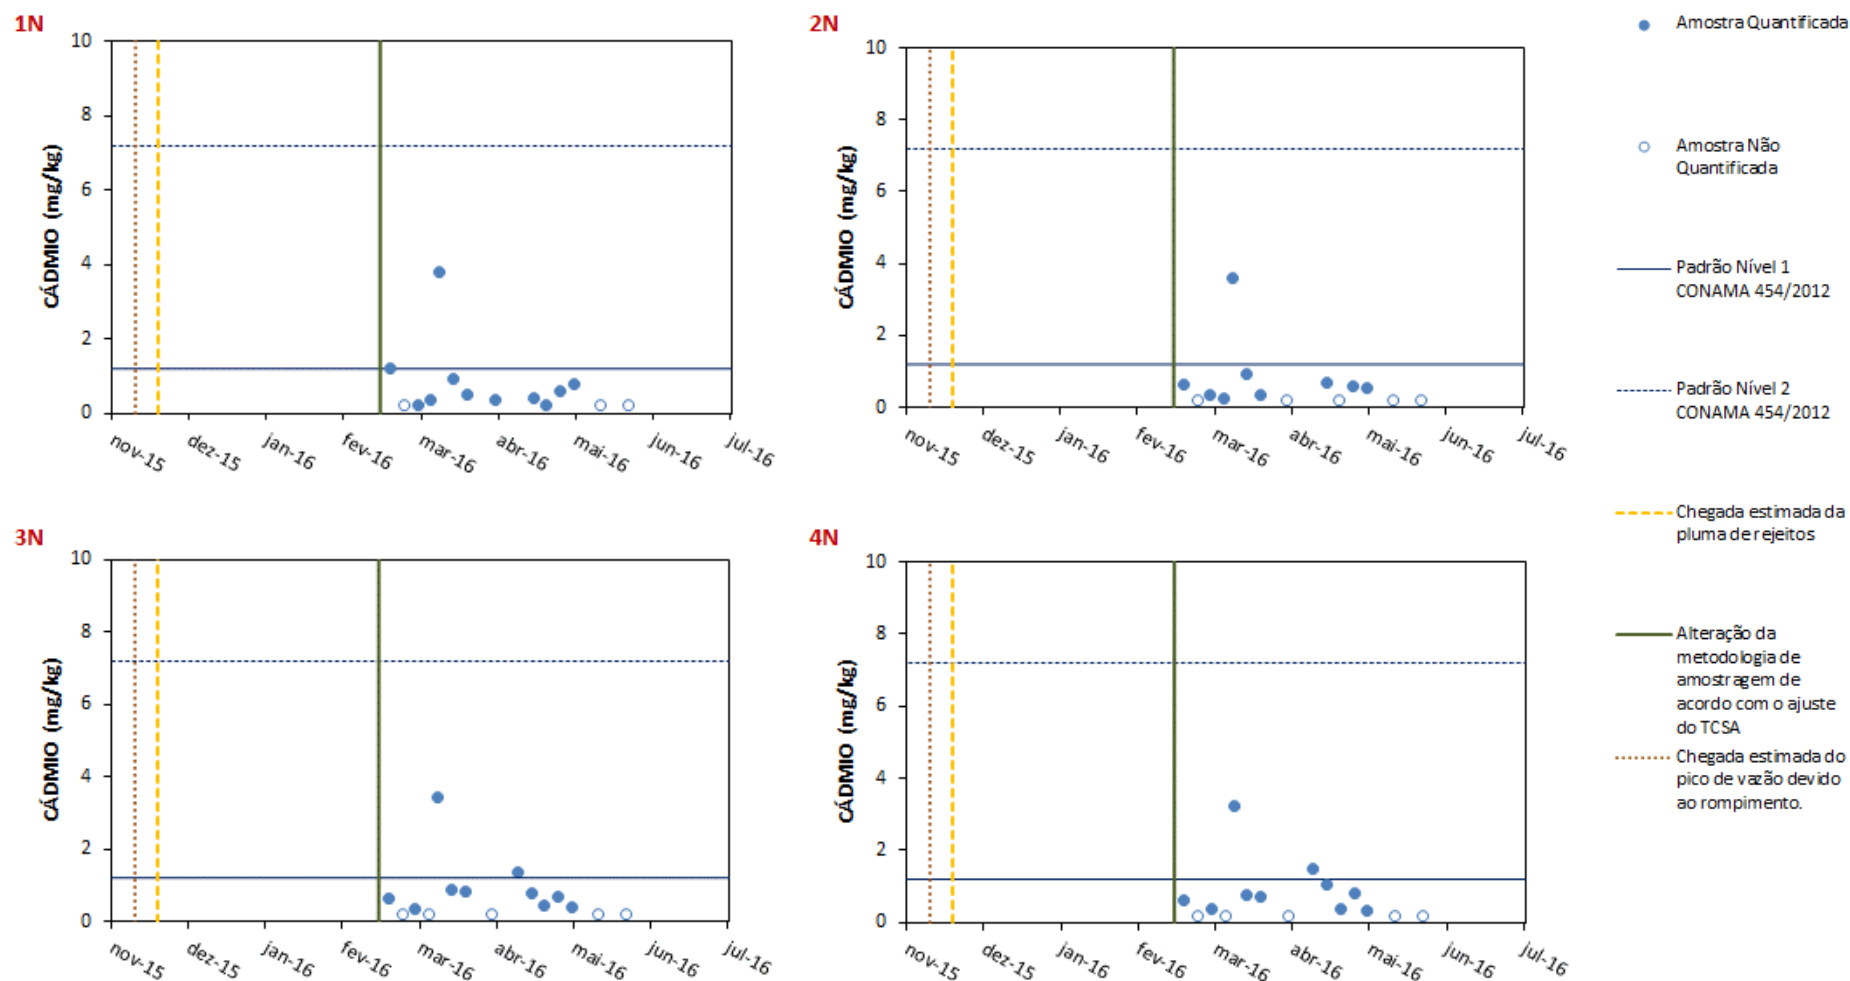 1N
10
8
6
4
2
0
CÁDMIO (mg/kg)
nov-15
dez-15
jan-16
fev-16
mar-16
abr-16
mai-16
jun-16
jul-16
2N
10
8
6
4
2
0
CÁDMIO (mg/kg)
nov-15
dez-15
jan-16
fev-16
mar-16
abr-16
mai-16
jun-16
jul-16
3N
10
8
6
4
2
0
CÁDMIO (mg/kg)
nov-15
dez-15
jan-16
fev-16
mar-16
abr-16
mai-16
jun-16
jul-16
4N
10
8
6
4
2
0
CÁDMIO (mg/kg)
nov-15
dez-15
jan-16
fev-16
mar-16
abr-16
mai-16
jun-16
jul-16
Amostra Quantificada
Amostra Não
Quantificada
Padrão Nível 1
CONAMA 454/2012
Padrão Nível 2
CONAMA 454/2012
Chegada estimada da
pluma de rejeitos
Alteração da
metodologia de
amostragem de
acordo com o ajuste
do TCSA
Chegada estimada do
pico de vazão devido
ao rompimento.